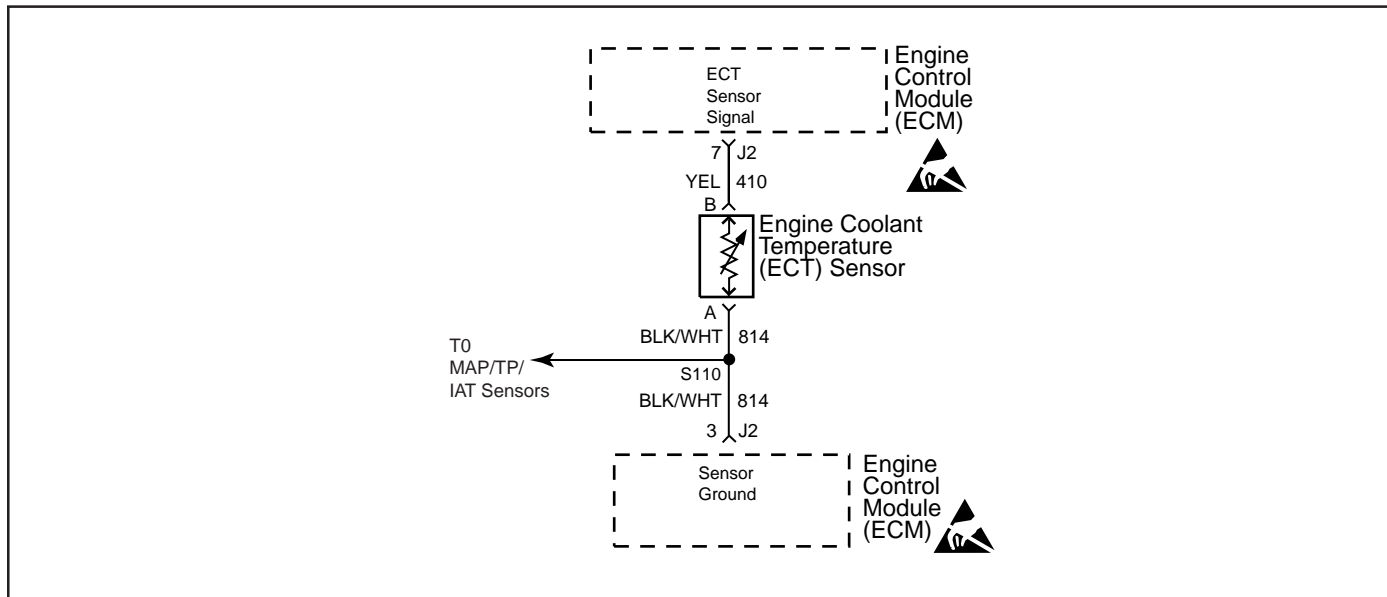 ECT
Sensor
Signal
Engine
Control
Module
(ECM)
7 J2
YEL 410
B
Engine Coolant
Temperature
(ECT) Sensor
A
BLK/WHT 814
T0
MAP/TP/
IAT Sensors
S110
BLK/WHT 814
3 J2
Sensor
Ground
Engine
Control
Module
(ECM)